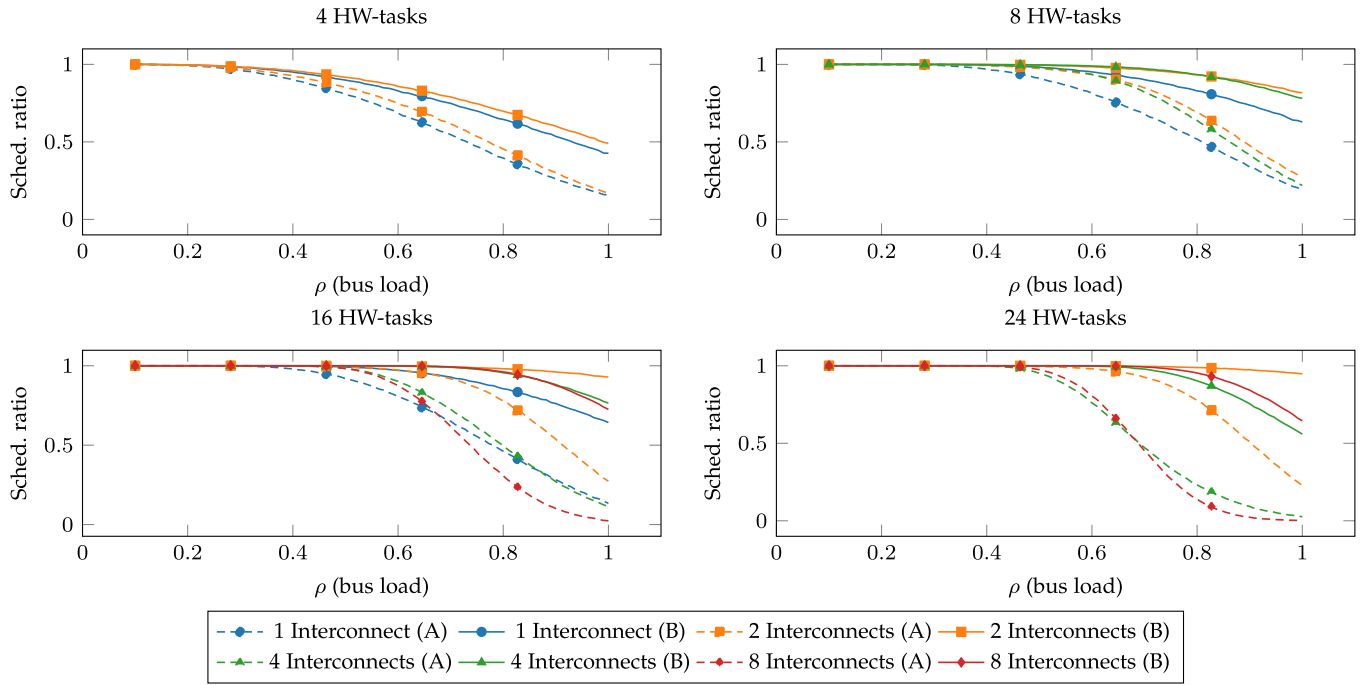 4 HW-tasks
8 HW-tasks
Sched. ratio
1
0.5
0
0 0.2 0.4 0.6 0.8 1
ρ (bus load)
Sched. ratio
1
0.5
0
0 0.2 0.4 0.6 0.8 1
ρ (bus load)
16 HW-tasks
24 HW-tasks
Sched. ratio
1
0.5
0
0 0.2 0.4 0.6 0.8 1
ρ (bus load)
Sched. ratio
1
0.5
0
0 0.2 0.4 0.6 0.8 1
ρ (bus load)
1 Interconnect (A) 1 Interconnect (B) 2 Interconnects (A) 2 Interconnects (B)
4 Interconnects (A) 4 Interconnects (B) 8 Interconnects (A) 8 Interconnects (B)